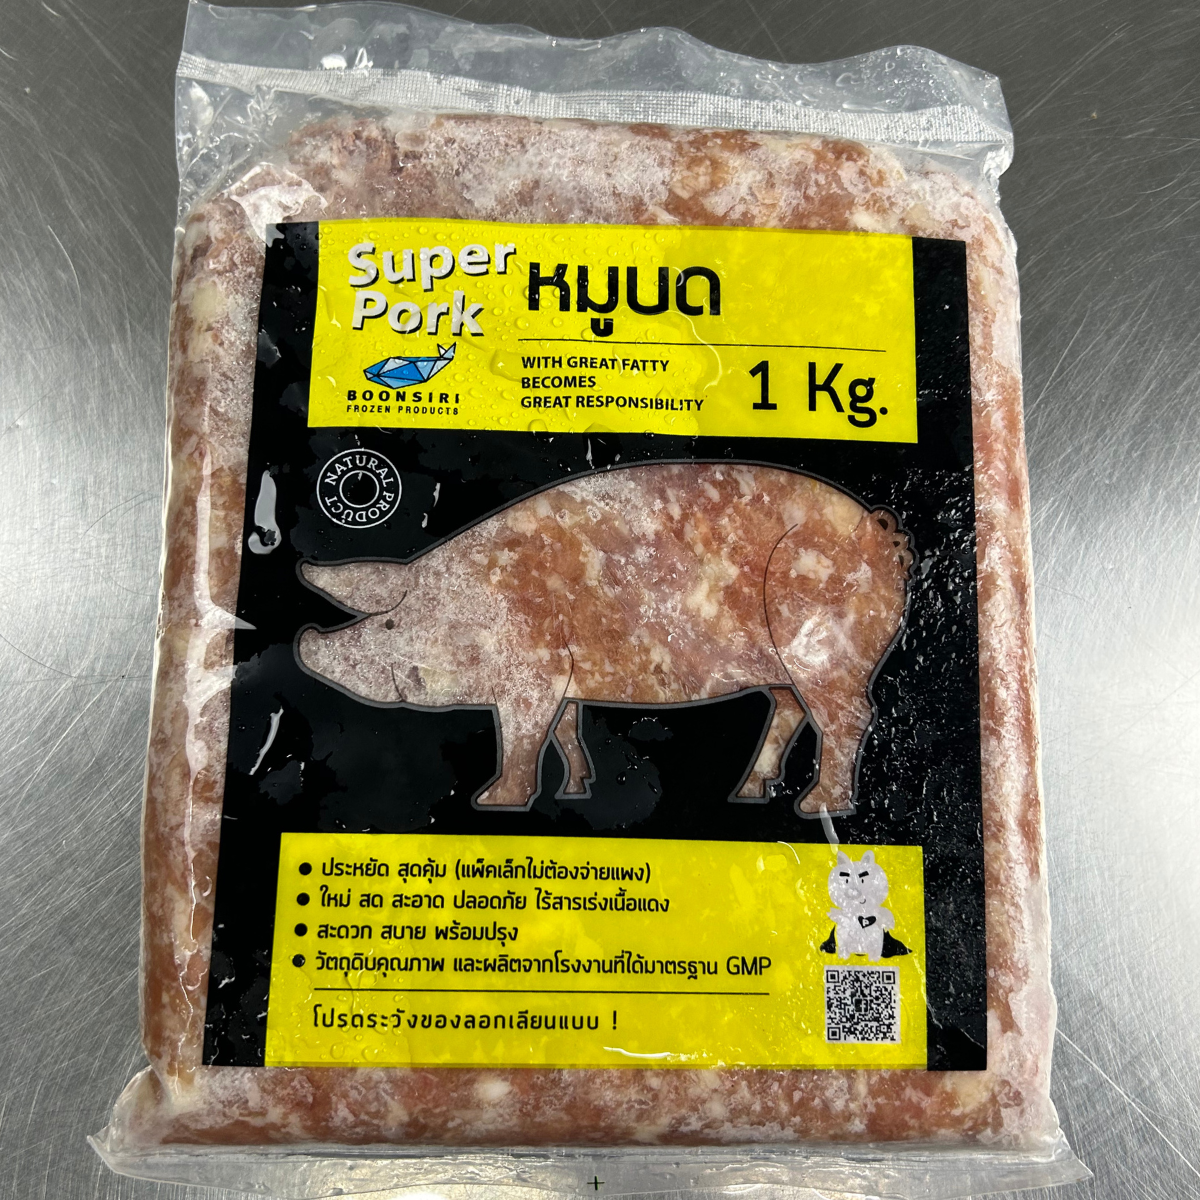 Super
Pork
หมูบด
BOONSIRI
FROZEN PRODUCTS
WITH GREAT FATTY
BECOMES
GREAT RESPONSIBILITY
1 Kg.
NATURAL PRODUCT
• ประหยัด สุดคุ้ม (แพ็คเล็กไม่ต้องจ่ายแพง)
• ใหม่ สด สะอาด ปลอดภัย ไร้สารเร่งเนื้อแดง
• สะดวก สบาย พร้อมปรุง
• วัตถุดิบคุณภาพ และผลิตจากโรงงานที่ได้มาตรฐาน GMP
โปรดระวังของลอกเลียนแบบ !